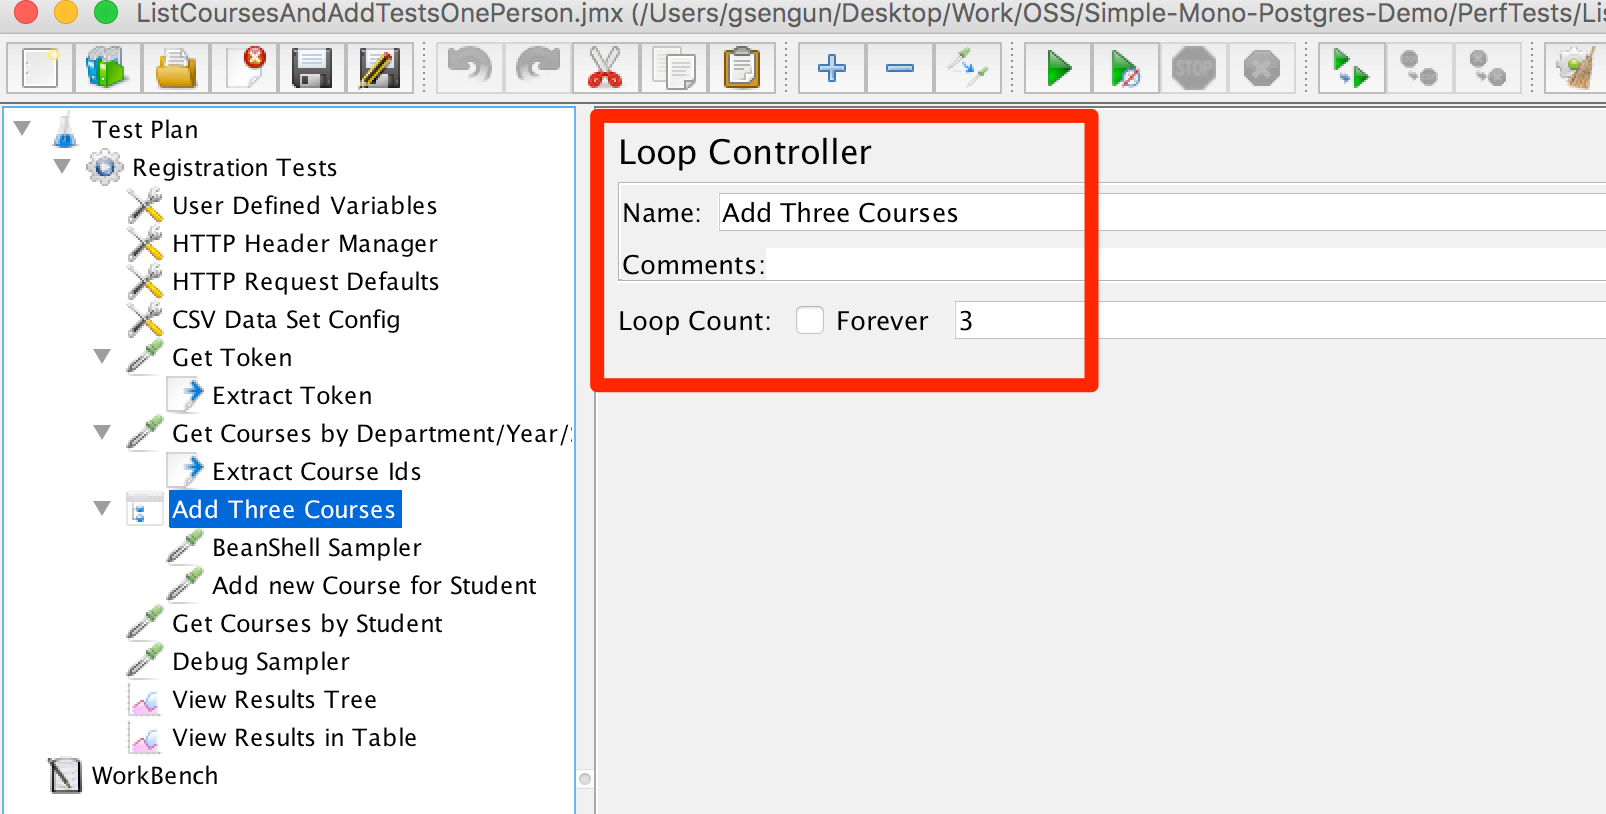 ListCoursesAndAddTestsOnePerson.jmx (/Users/gsengun/Desktop/Work/OSS/Simple-Mono-Postgres-Demo/PerfTests/Lis
STOP
Test Plan
Registration Tests
User Defined Variables
HTTP Header Manager
HTTP Request Defaults
CSV Data Set Config
Get Token
Extract Token
Get Courses by Department/Year/
Extract Course Ids
Add Three Courses
BeanShell Sampler
Add new Course for Student
Get Courses by Student
Debug Sampler
View Results Tree
View Results in Table
WorkBench
Loop Controller
Name: Add Three Courses
Comments:
Loop Count: Forever 3